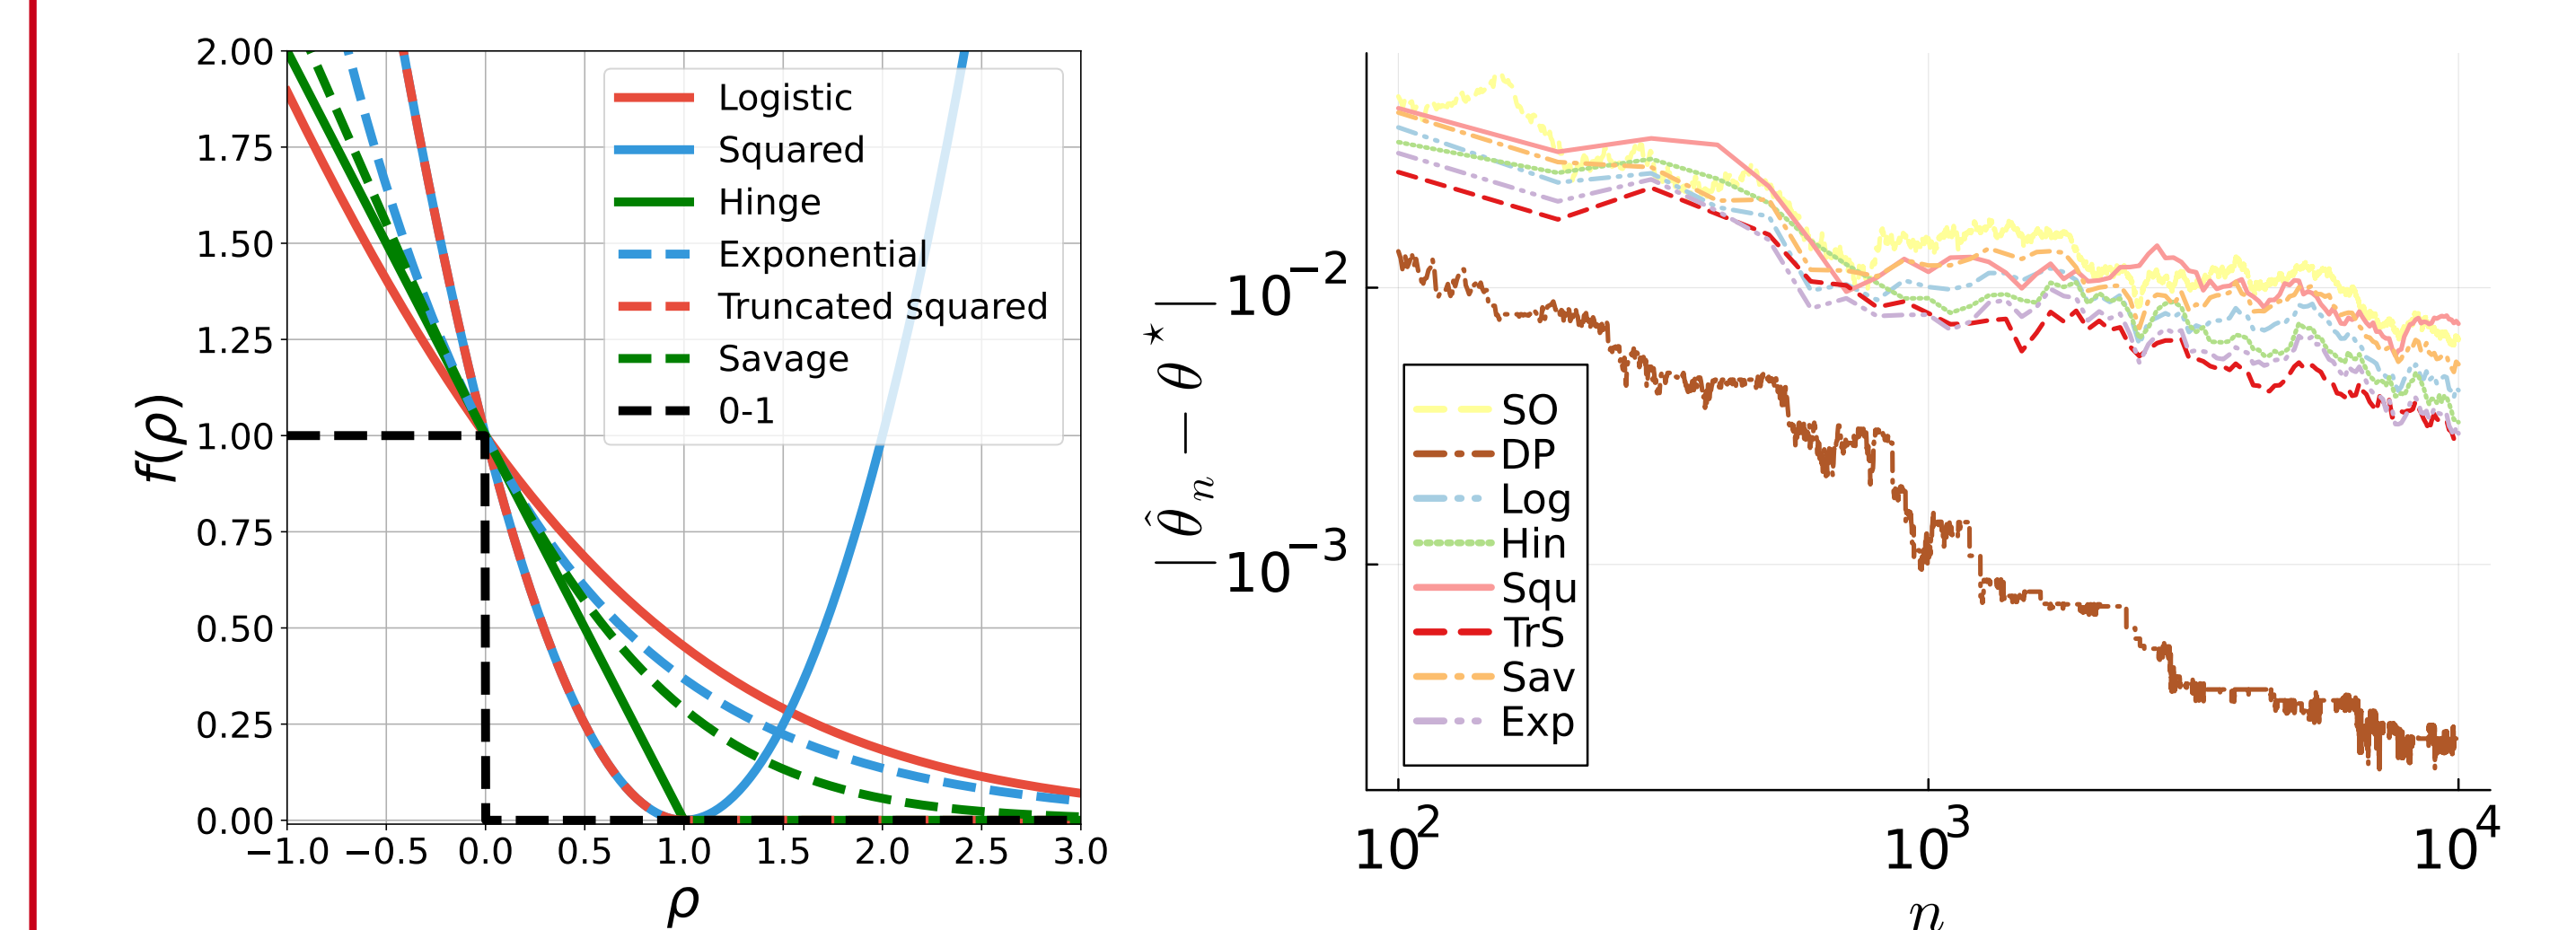 2.00
1.75
1.50
1.25
1.00
0.75
0.50
0.25
0.00
f(ρ)
−1.0 −0.5 0.0 0.5 1.0 1.5 2.0 2.5 3.0
ρ
Logistic
Squared
Hinge
Exponential
Truncated squared
Savage
0-1
|θ̂ₙ − θ*|
10⁻²
10⁻³
SO
DP
Log
Hin
Squ
TrS
Sav
Exp
10² 10³ 10⁴
n